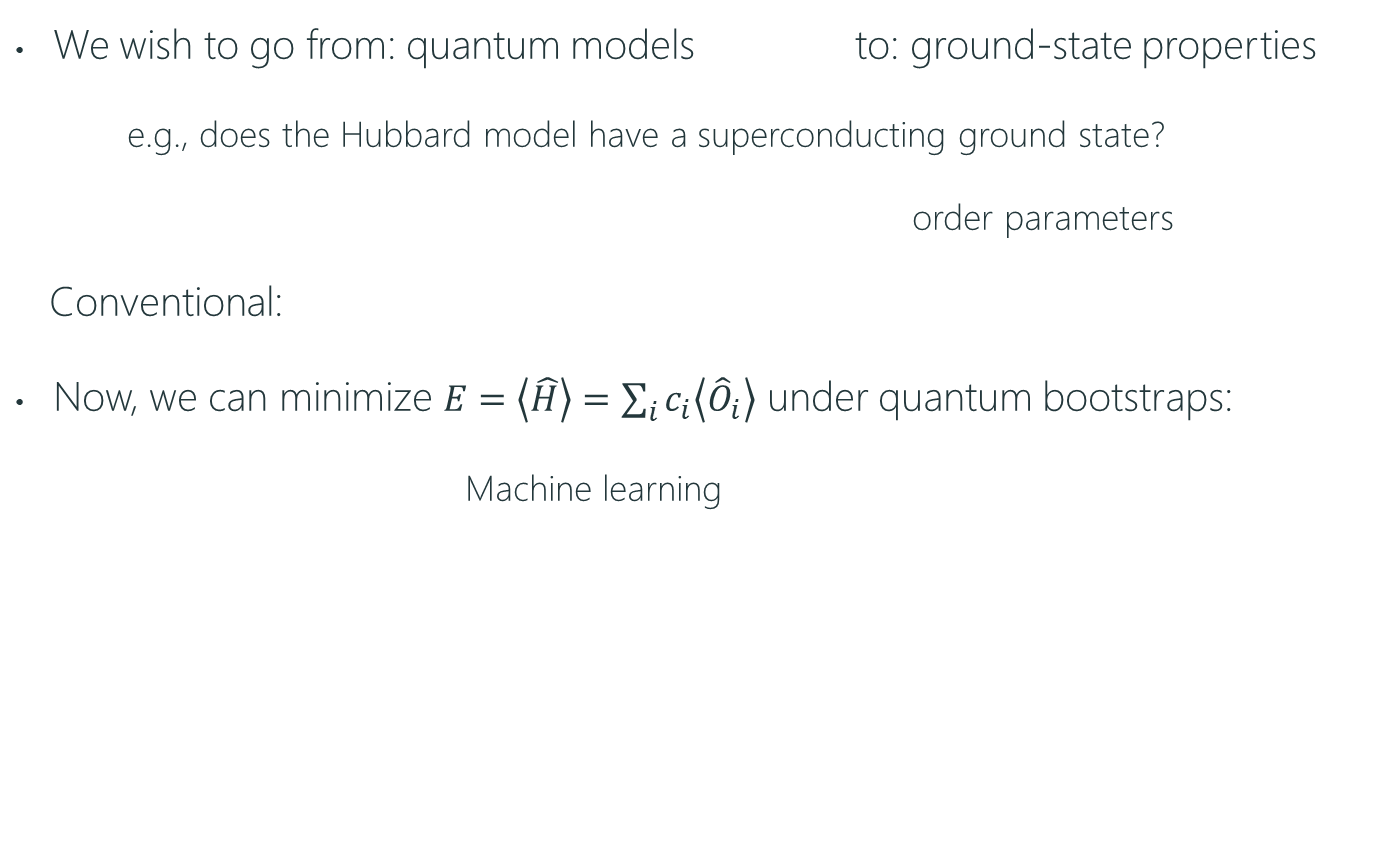 • We wish to go from: quantum models to: ground-state properties
e.g., does the Hubbard model have a superconducting ground state?
order parameters
Conventional:
• Now, we can minimize E = ⟨Ĥ⟩ = ∑ᵢ cᵢ⟨Ôᵢ⟩ under quantum bootstraps:
Machine learning